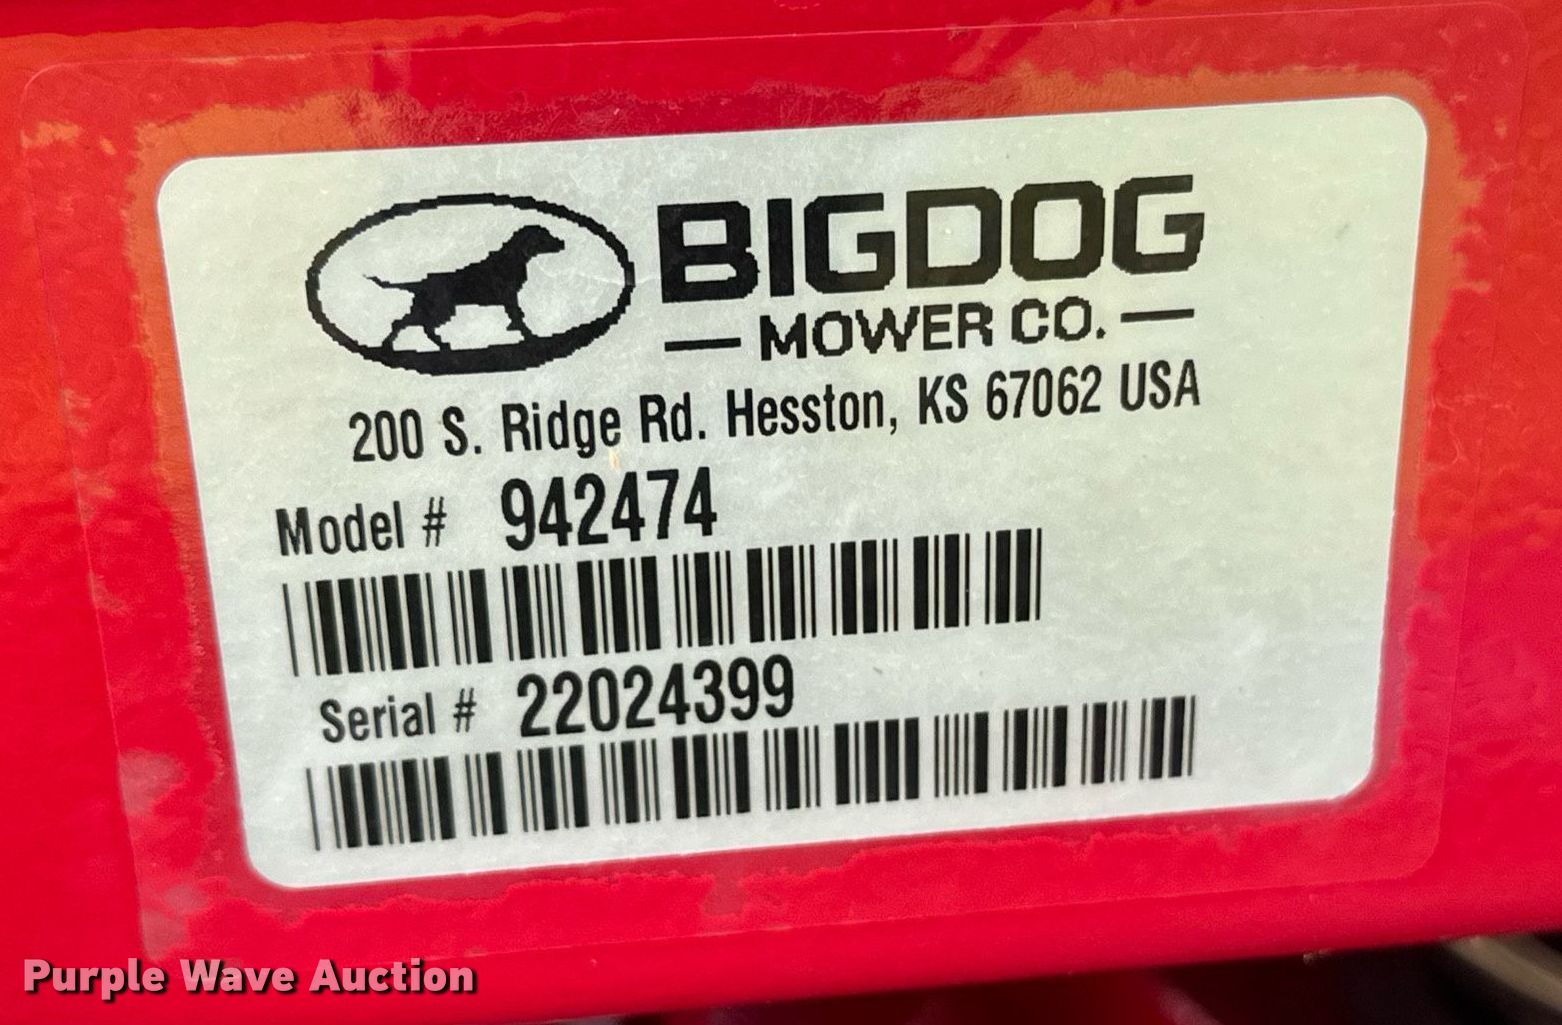 BIGDOG
— MOWER CO. —
200 S. Ridge Rd. Hesston, KS 67062 USA
Model # 942474
Serial # 22024399
Purple Wave Auction